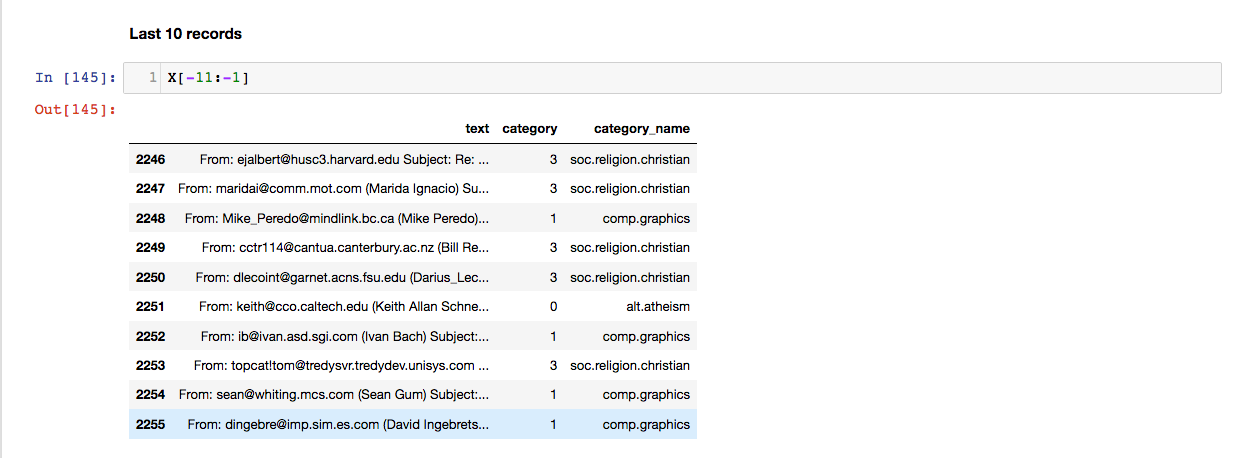 Last 10 records
In [145]: 1 X[-11:-1]
Out[145]:
text category category_name
2246 From: ejalbert@husc3.harvard.edu Subject: Re: ... 3 soc.religion.christian
2247 From: maridai@comm.mot.com (Marida Ignacio) Su... 3 soc.religion.christian
2248 From: Mike_Peredo@mindlink.bc.ca (Mike Peredo)... 1 comp.graphics
2249 From: cctr114@cantua.canterbury.ac.nz (Bill Re... 3 soc.religion.christian
2250 From: dlecoint@garnet.acns.fsu.edu (Darius_Lec... 3 soc.religion.christian
2251 From: keith@cco.caltech.edu (Keith Allan Schne... 0 alt.atheism
2252 From: ib@ivan.asd.sgi.com (Ivan Bach) Subject:... 1 comp.graphics
2253 From: topcat!tom@tredysvr.tredydev.unisys.com ... 3 soc.religion.christian
2254 From: sean@whiting.mcs.com (Sean Gum) Subject:... 1 comp.graphics
2255 From: dingebre@imp.sim.es.com (David Ingebrets... 1 comp.graphics